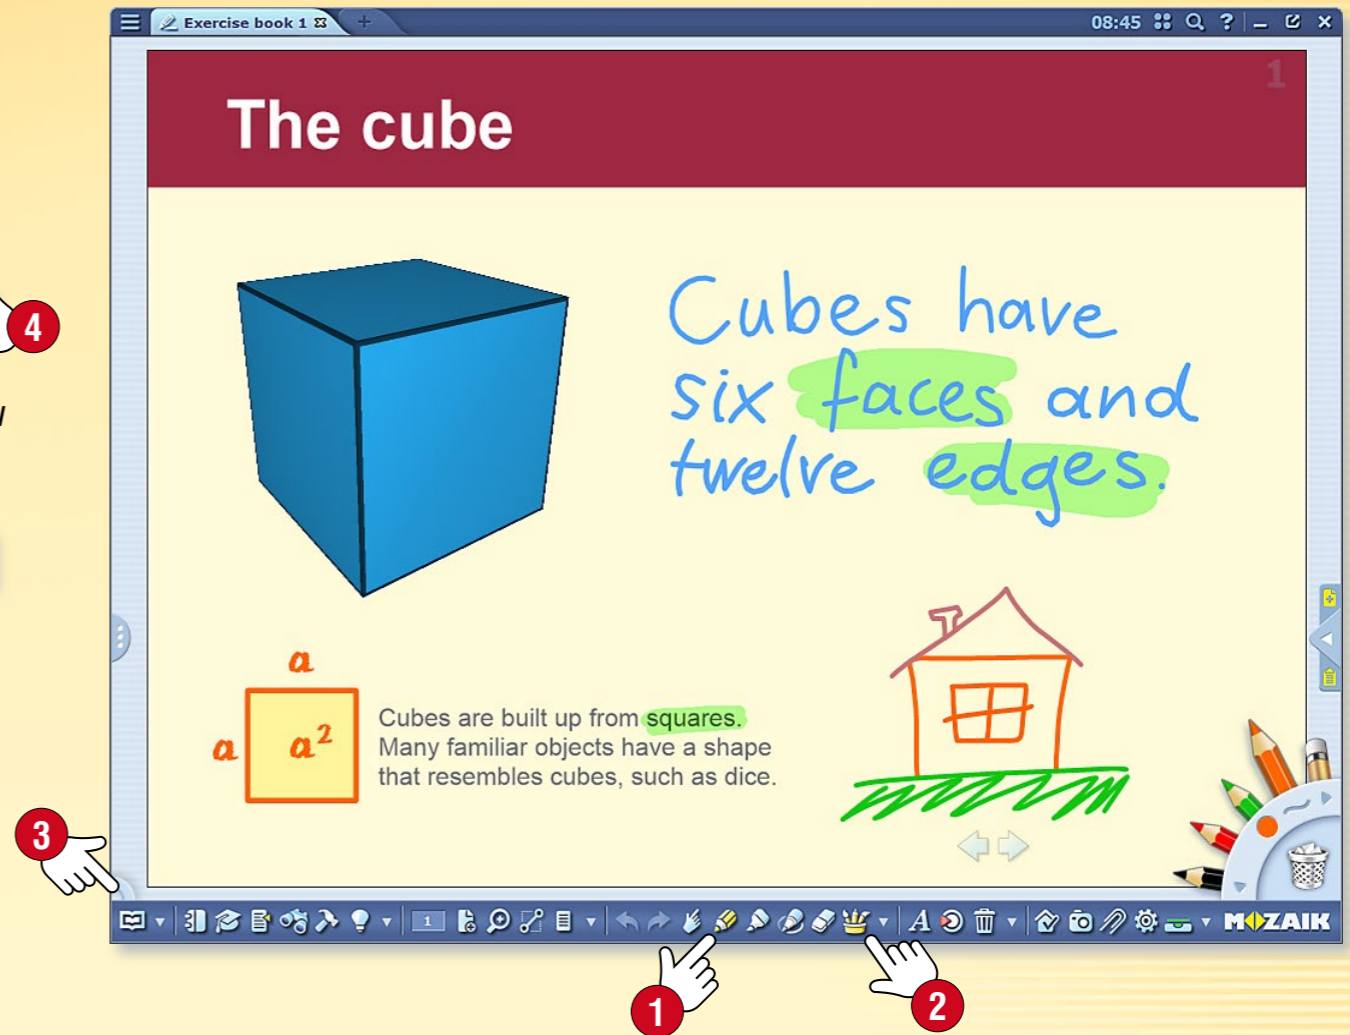 Exercise book 1
08:45
1
The cube
Cubes have
six faces and
twelve edges.
4
a
a
a²
Cubes are built up from squares.
Many familiar objects have a shape
that resembles cubes, such as dice.
3
1
A
MOZAIK
1
2